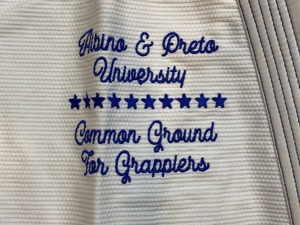 Albino & Preto
University
★★★★★★★★★★
Common Ground
For Grapplers